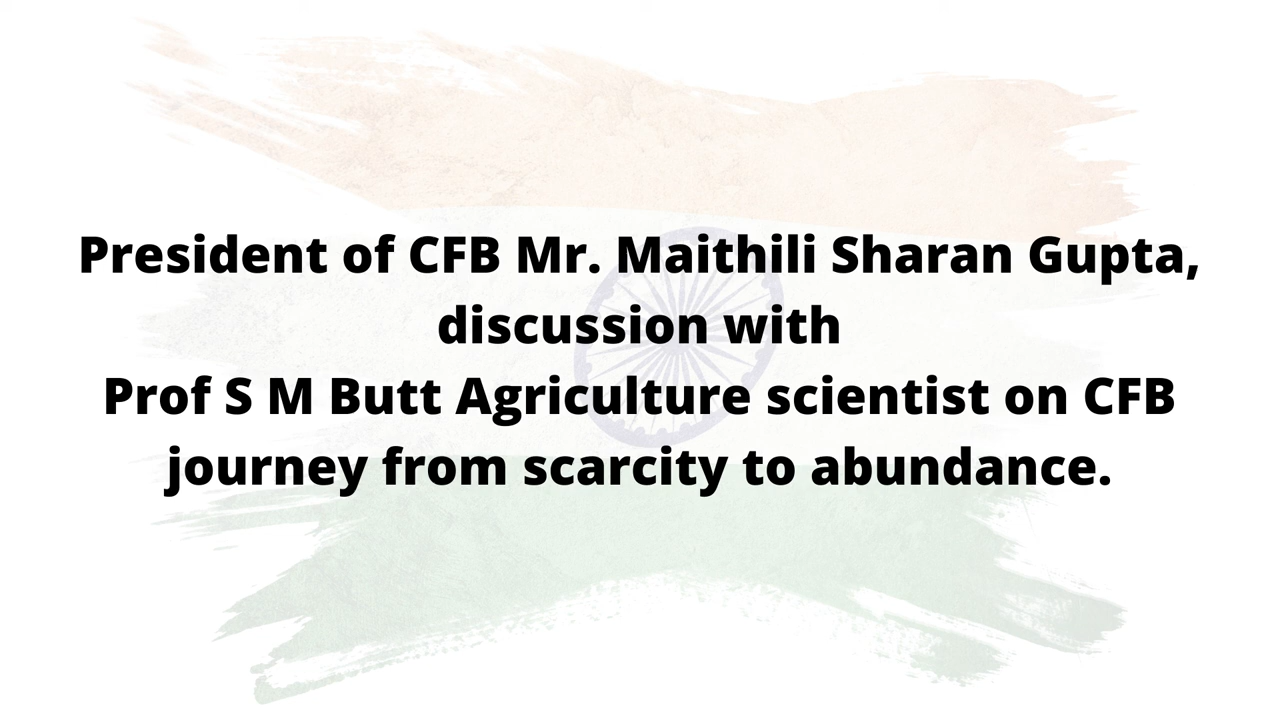 President of CFB Mr. Maithili Sharan Gupta,
discussion with
Prof S M Butt Agriculture scientist on CFB
journey from scarcity to abundance.